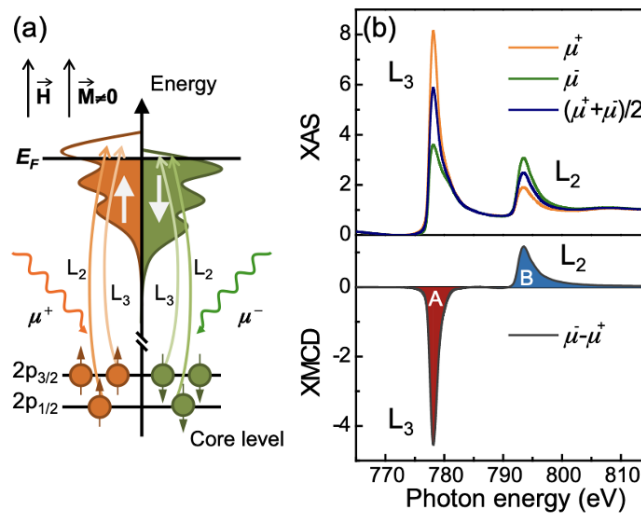 (a)
H
M≠0
Energy
E_F
L₂
L₃
L₃
L₂
μ⁺
μ⁻
2p₃/₂
2p₁/₂
Core level
(b)
XAS
8
6
4
2
0
L₃
μ⁺
μ⁻
(μ⁺+μ⁻)/2
L₂
XMCD
0
-2
-4
A
B
L₂
μ⁻-μ⁺
L₃
770 780 790 800 810
Photon energy (eV)